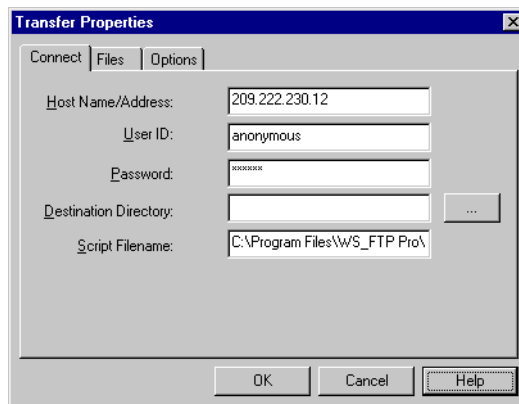 Transfer Properties
Connect Files Options
Host Name/Address: 209.222.230.12
User ID: anonymous
Password: ××××××
Destination Directory: ...
Script Filename: C:\Program Files\WS_FTP Pro\
OK Cancel Help